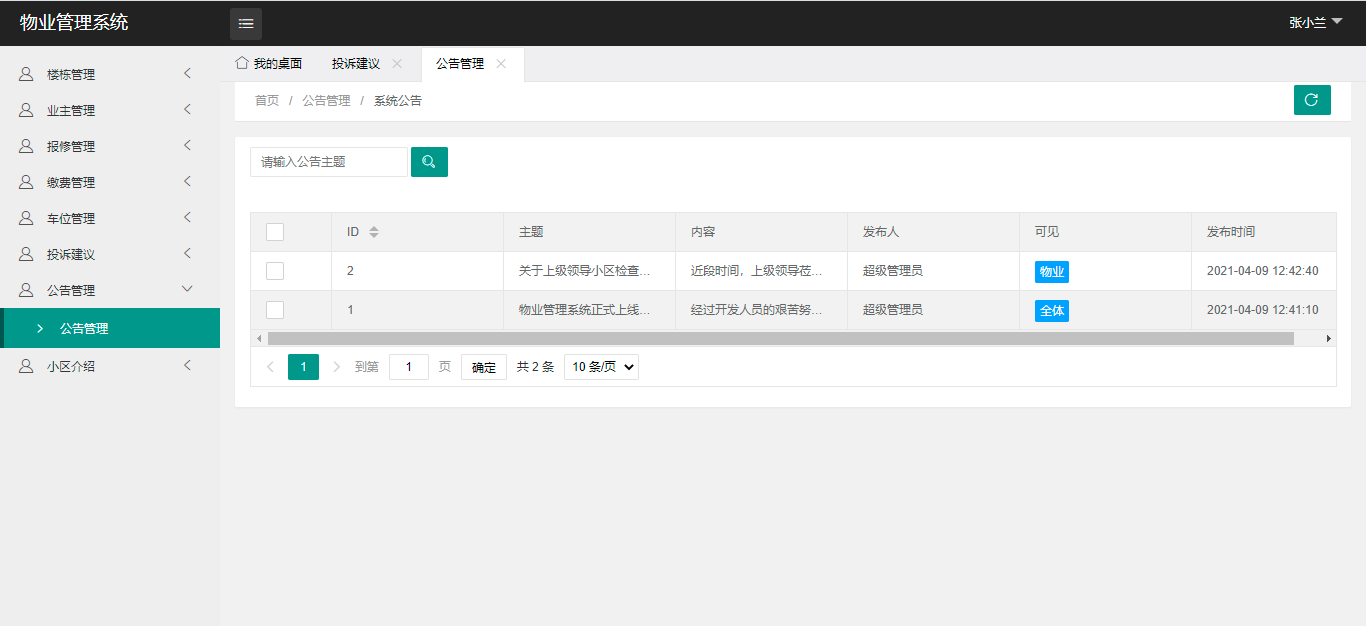 物业管理系统
张小兰
楼栋管理
业主管理
报修管理
缴费管理
车位管理
投诉建议
公告管理
公告管理
小区介绍
我的桌面 投诉建议 公告管理
首页 / 公告管理 / 系统公告
请输入公告主题
ID 主题 内容 发布人 可见 发布时间
2 关于上级领导小区检查... 近段时间，上级领导莅... 超级管理员 物业 2021-04-09 12:42:40
1 物业管理系统正式上线... 经过开发人员的艰苦努... 超级管理员 全体 2021-04-09 12:41:10
1 到第 1 页 确定 共 2 条 10 条/页